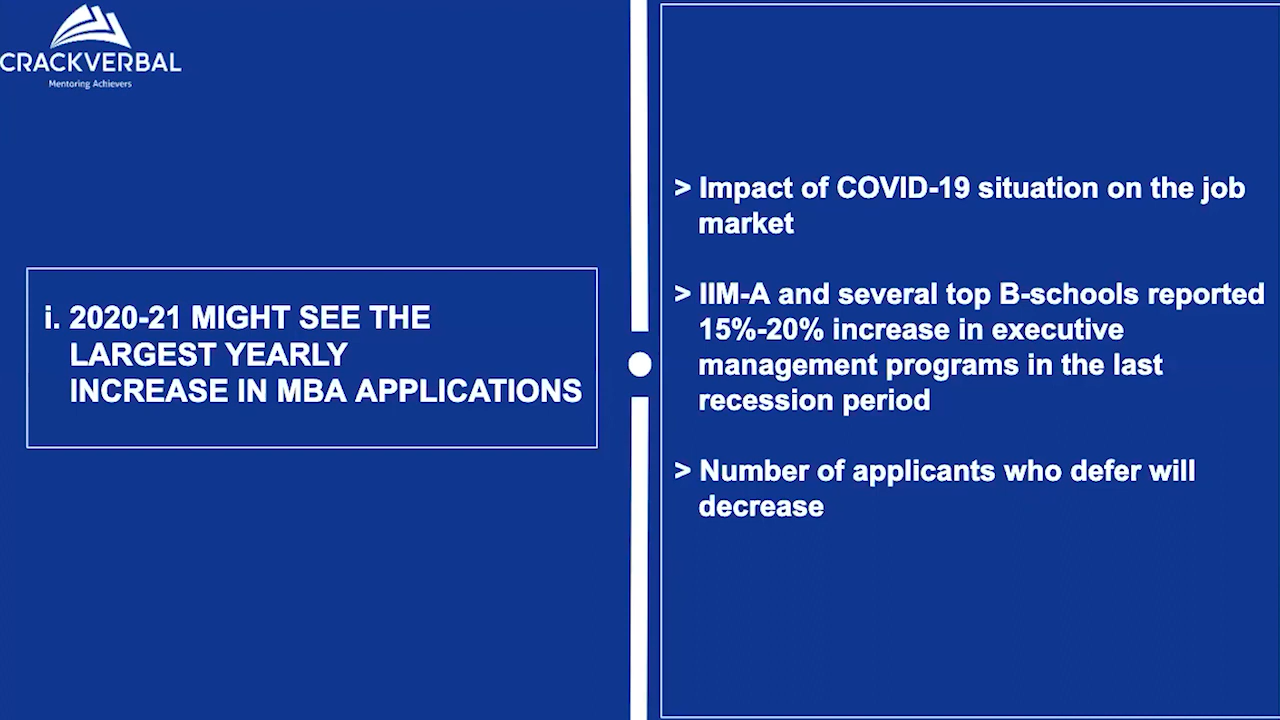 CRACKVERBAL
Mentoring Achievers
i. 2020-21 MIGHT SEE THE
LARGEST YEARLY
INCREASE IN MBA APPLICATIONS
> Impact of COVID-19 situation on the job
market
> IIM-A and several top B-schools reported
15%-20% increase in executive
management programs in the last
recession period
> Number of applicants who defer will
decrease